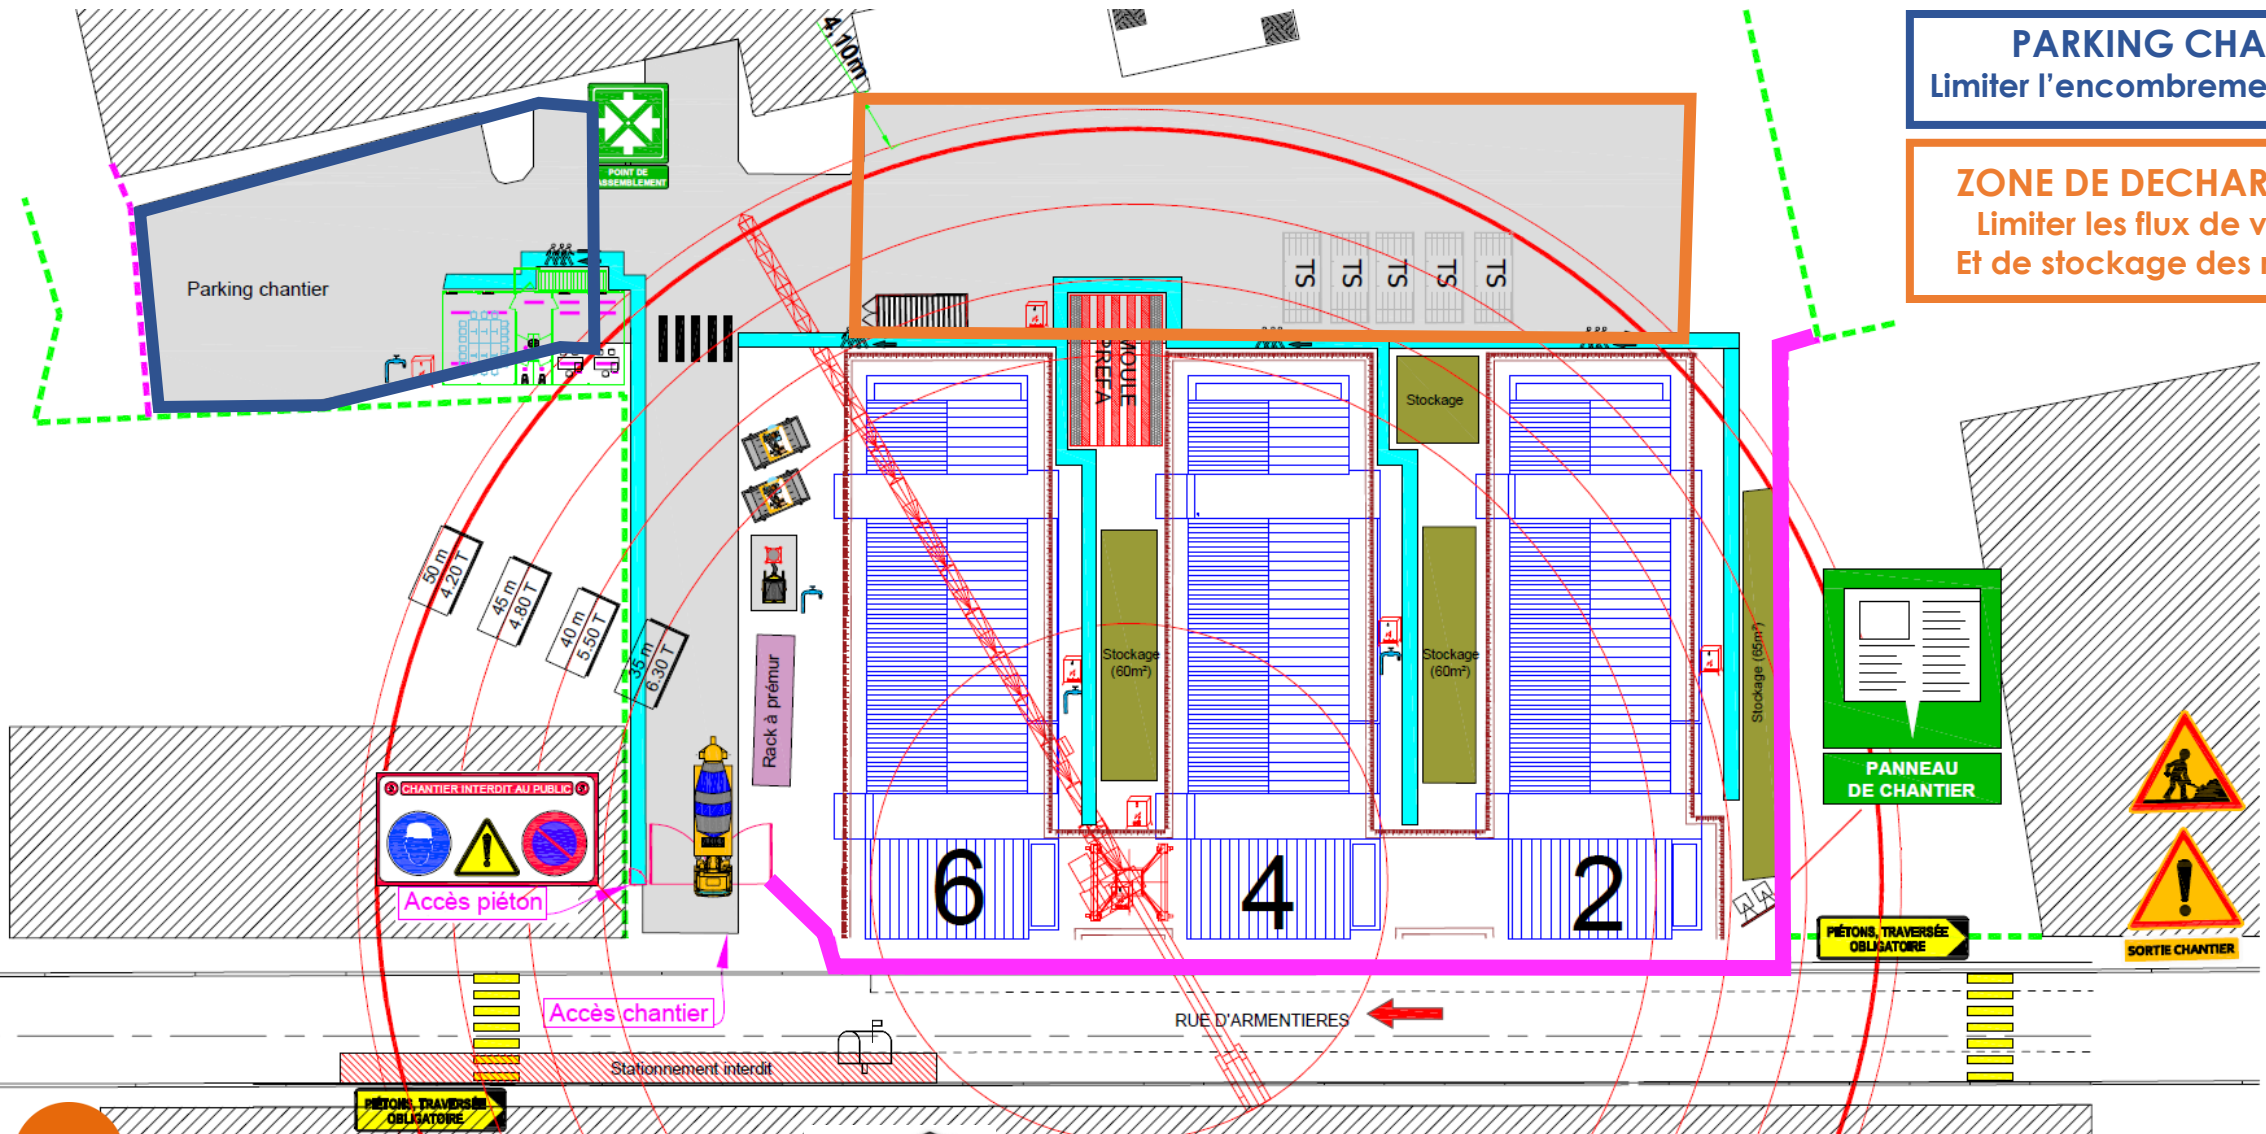 4,10m
PARKING CHA
Limiter l'encombreme
ZONE DE DECHAR
Limiter les flux de v
Et de stockage des
POINT DE
ASSEMBLEMENT
Parking chantier
TS
TS
TS
TS
TS
MOULE
PREFA
Stockage
50 m
4.20 T
45 m
4.80 T
40 m
5.50 T
35 m
6.30 T
Rack à prémur
Stockage
(60m²)
Stockage
(60m²)
Stockage (65m²)
PANNEAU
DE CHANTIER
CHANTIER INTERDIT AU PUBLIC
Accès piéton
6
4
2
PIÉTONS, TRAVERSÉE
OBLIGATOIRE
SORTIE CHANTIER
Accès chantier
RUE D'ARMENTIERES
Stationnement interdit
PIÉTONS, TRAVERSÉE
OBLIGATOIRE